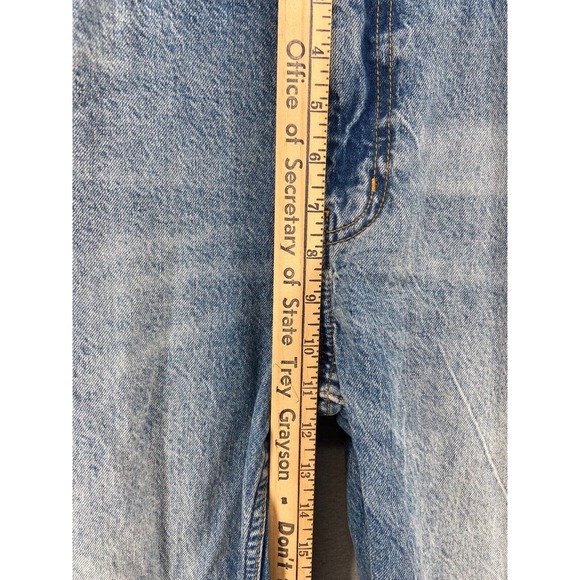 Office of Secretary of State Trey Grayson - Don't
4 5 6 7 8 9 10 11 12 13 14 15